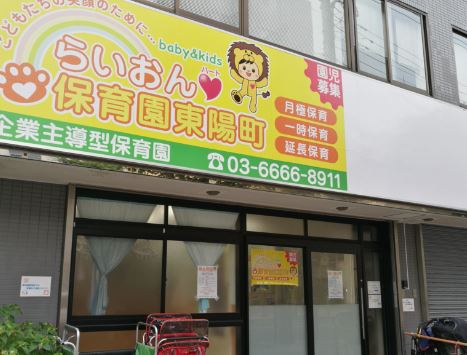 こどもたちの笑顔のために・・
baby&kids
らいおん
ハート
保育園東陽町
企業主導型保育園
☎03-6666-8911
園児
募集
月極保育
一時保育
延長保育